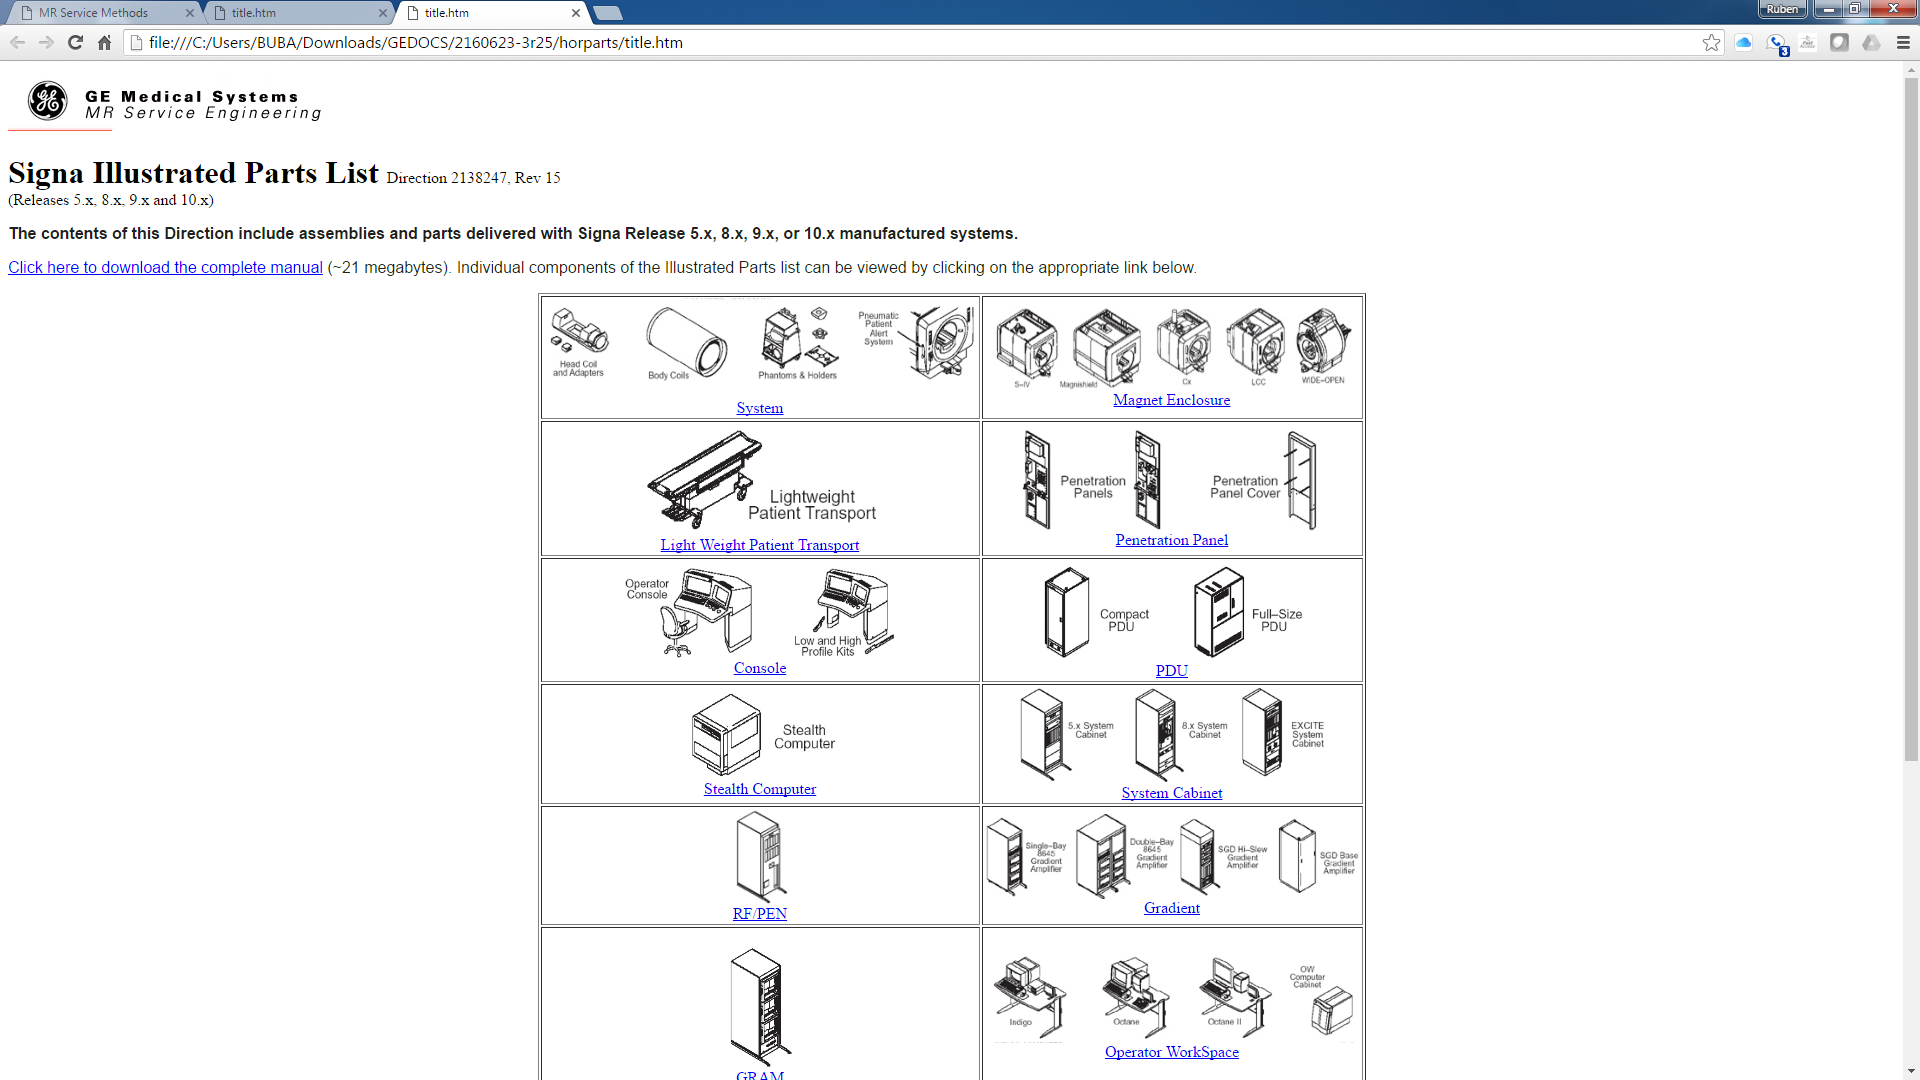 MR Service Methods
title.htm
title.htm
Ruben
file:///C:/Users/BUBA/Downloads/GEDOCS/2160623-3r25/horparts/title.htm
3
GE Medical Systems
MR Service Engineering
Signa Illustrated Parts List Direction 2138247, Rev 15
(Releases 5.x, 8.x, 9.x and 10.x)
The contents of this Direction include assemblies and parts delivered with Signa Release 5.x, 8.x, 9.x, or 10.x manufactured systems.
Click here to download the complete manual (~21 megabytes). Individual components of the Illustrated Parts list can be viewed by clicking on the appropriate link below.
Head Coil
and Adapters
Body Coils
Phantoms & Holders
Pneumatic
Patient
Alert
System
System
S-IV
Magnishield
Cx
LCC
WIDE-OPEN
Magnet Enclosure
Lightweight
Patient Transport
Light Weight Patient Transport
Penetration
Panels
Penetration
Panel Cover
Penetration Panel
Operator
Console
Low and High
Profile Kits
Console
Compact
PDU
Full-Size
PDU
PDU
Stealth
Computer
Stealth Computer
5.x System
Cabinet
8.x System
Cabinet
EXCITE
System
Cabinet
System Cabinet
RF/PEN
Single-Bay
8645
Gradient
Amplifier
Double-Bay
8645
Gradient
Amplifier
SGD Hi-Slew
Gradient
Amplifier
SGD Base
Gradient
Amplifier
Gradient
GRAM
Indigo
Octane
Octane II
OW
Computer
Cabinet
Operator WorkSpace